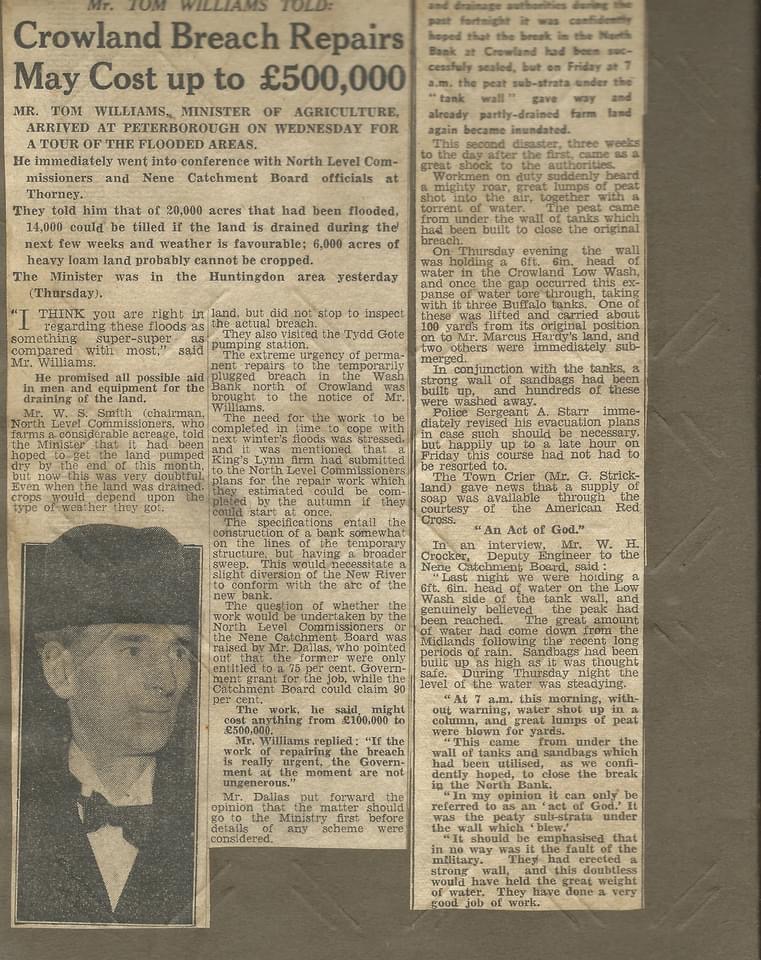 Mr. TOM WILLIAMS TOLD:
Crowland Breach Repairs
May Cost up to £500,000
MR. TOM WILLIAMS, MINISTER OF AGRICULTURE,
ARRIVED AT PETERBOROUGH ON WEDNESDAY FOR
A TOUR OF THE FLOODED AREAS.
He immediately went into conference with North Level Com-
missioners and Nene Catchment Board officials at
Thorney.
They told him that of 20,000 acres that had been flooded,
14,000 could be tilled if the land is drained during the
next few weeks and weather is favourable; 6,000 acres of
heavy loam land probably cannot be cropped.
The Minister was in the Huntingdon area yesterday
(Thursday).
"I THINK you are right in
regarding these floods as
something super-super as
compared with most," said
Mr. Williams.
He promised all possible aid
in men and equipment for the
draining of the land.
Mr. W. S. Smith (chairman,
North Level Commissioners, who
farms a considerable acreage, told
the Minister that it had been
hoped to get the land pumped
dry by the end of this month,
but now this was very doubtful.
Even when the land was drained,
crops would depend upon the
type of weather they got.
land, but did not stop to inspect
the actual breach.
They also visited the Tydd Gote
pumping station.
The extreme urgency of perma-
nent repairs to the temporarily
plugged breach in the Wash
Bank north of Crowland was
brought to the notice of Mr.
Williams.
The need for the work to be
completed in time to cope with
next winter's floods was stressed,
and it was mentioned that a
King's Lynn firm had submitted
to the North Level Commissioners
plans for the repair work which
they estimated could be com-
pleted by the autumn if they
could start at once.
The specifications entail the
construction of a bank somewhat
on the lines of the temporary
structure, but having a broader
sweep. This would necessitate a
slight diversion of the New River
to conform with the arc of the
new bank.
The question of whether the
work would be undertaken by the
North Level Commissioners or
the Nene Catchment Board was
raised by Mr. Dallas, who pointed
out that the former were only
entitled to a 75 per cent. Govern-
ment grant for the job, while the
Catchment Board could claim 90
per cent.
The work, he said, might
cost anything from £100,000 to
£500,000.
Mr. Williams replied: "If the
work of repairing the breach
is really urgent, the Govern-
ment at the moment are not
ungenerous."
Mr. Dallas put forward the
opinion that the matter should
go to the Ministry first before
details of any scheme were
considered.
and drainage authorities during the
past fortnight it was confidently
hoped that the break in the North
Bank at Crowland had been suc-
cessfuly sealed, but on Friday at 7
a.m. the peat sub-strata under the
"tank wall" gave way and
already partly-drained farm land
again became inundated.
This second disaster, three weeks
to the day after the first, came as a
great shock to the authorities.
Workmen on duty suddenly heard
a mighty roar, great lumps of peat
shot into the air, together with a
torrent of water. The peat came
from under the wall of tanks which
had been built to close the original
breach.
On Thursday evening the wall
was holding a 6ft. 6in. head of
water in the Crowland Low Wash,
and once the gap occurred this ex-
panse of water tore through, taking
with it three Buffalo tanks. One of
these was lifted and carried about
100 yards from its original position
on to Mr. Marcus Hardy's land, and
two others were immediately sub-
merged.
In conjunction with the tanks, a
strong wall of sandbags had been
built up, and hundreds of these
were washed away.
Police Sergeant A. Starr imme-
diately revised his evacuation plans
in case such should be necessary,
but happily up to a late hour on
Friday this course had not had to
be resorted to.
The Town Crier (Mr. G. Strick-
land) gave news that a supply of
soap was available through the
courtesy of the American Red
Cross.
"An Act of God."
In an interview, Mr. W. H.
Crocker, Deputy Engineer to the
Nene Catchment Board, said:
"Last night we were holding a
6ft. 6in. head of water on the Low
Wash side of the tank wall, and
genuinely believed the peak had
been reached. The great amount
of water had come down from the
Midlands following the recent long
periods of rain. Sandbags had been
built up as high as it was thought
safe. During Thursday night the
level of the water was steadying.
"At 7 a.m. this morning, with-
out warning, water shot up in a
column, and great lumps of peat
were blown for yards.
"This came from under the
wall of tanks and sandbags which
had been utilised, as we confi-
dently hoped, to close the break
in the North Bank.
"In my opinion it can only be
referred to as an 'act of God.' It
was the peaty sub-strata under
the wall which 'blew.'
"It should be emphasised that
in no way was it the fault of the
military. They had erected a
strong wall, and this doubtless
would have held the great weight
of water. They have done a very
good job of work.